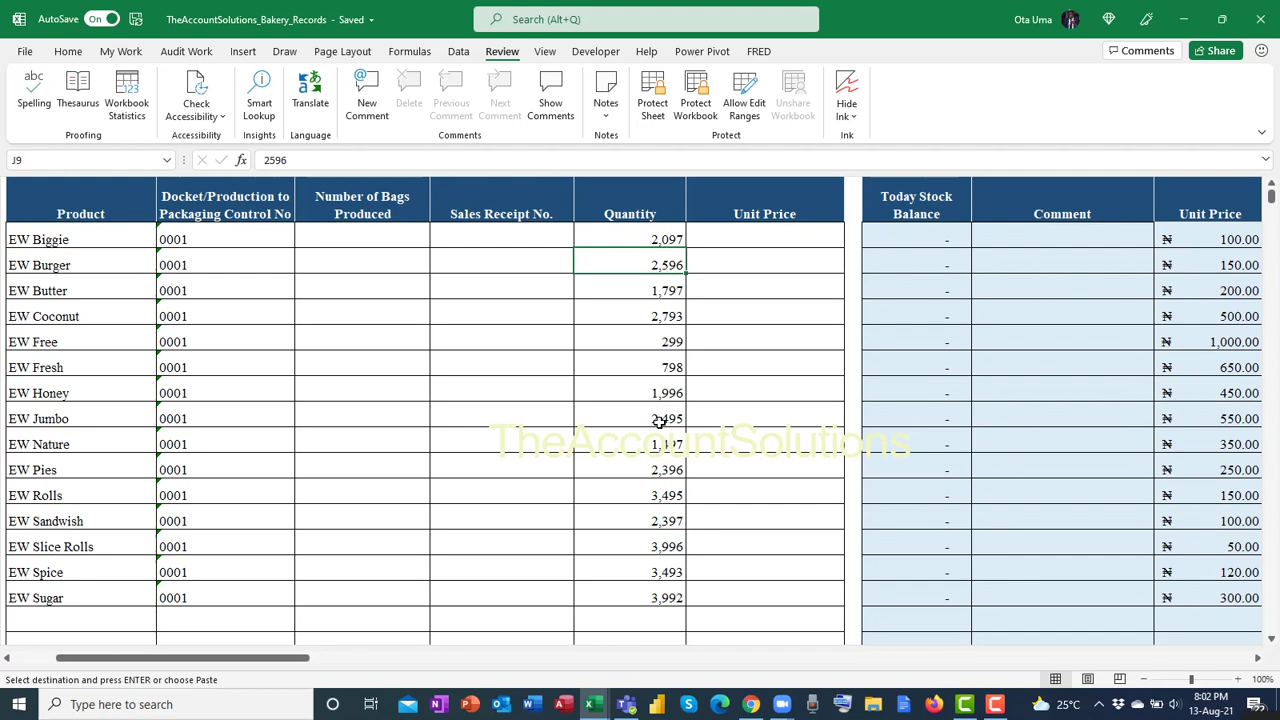 AutoSave On TheAccountSolutions_Bakery_Records - Saved Search (Alt+Q) Ota Uma
File Home My Work Audit Work Insert Draw Page Layout Formulas Data Review View Developer Help Power Pivot FRED Comments Share
abc
Spelling Thesaurus Workbook Statistics Check Accessibility Smart Lookup Translate New Comment Delete Previous Comment Next Comment Show Comments Notes Protect Sheet Protect Workbook Allow Edit Ranges Unshare Workbook Hide Ink
Proofing Accessibility Insights Language Comments Notes Protect Ink
J9 fx 2596
Product Docket/Production to Packaging Control No Number of Bags Produced Sales Receipt No. Quantity Unit Price Today Stock Balance Comment Unit Price
EW Biggie 0001 2,097 - ₦ 100.00
EW Burger 0001 2,596 - ₦ 150.00
EW Butter 0001 1,797 - ₦ 200.00
EW Coconut 0001 2,793 - ₦ 500.00
EW Free 0001 299 - ₦ 1,000.00
EW Fresh 0001 798 - ₦ 650.00
EW Honey 0001 1,996 - ₦ 450.00
EW Jumbo 0001 2,495 - ₦ 550.00
EW Nature 0001 1,497 - ₦ 350.00
TheAccountSolutions
EW Pies 0001 2,396 - ₦ 250.00
EW Rolls 0001 3,495 - ₦ 150.00
EW Sandwish 0001 2,397 - ₦ 100.00
EW Slice Rolls 0001 3,996 - ₦ 50.00
EW Spice 0001 3,493 - ₦ 120.00
EW Sugar 0001 3,992 - ₦ 300.00
Select destination and press ENTER or choose Paste 100%
Type here to search 25°C 8:02 PM
13-Aug-21